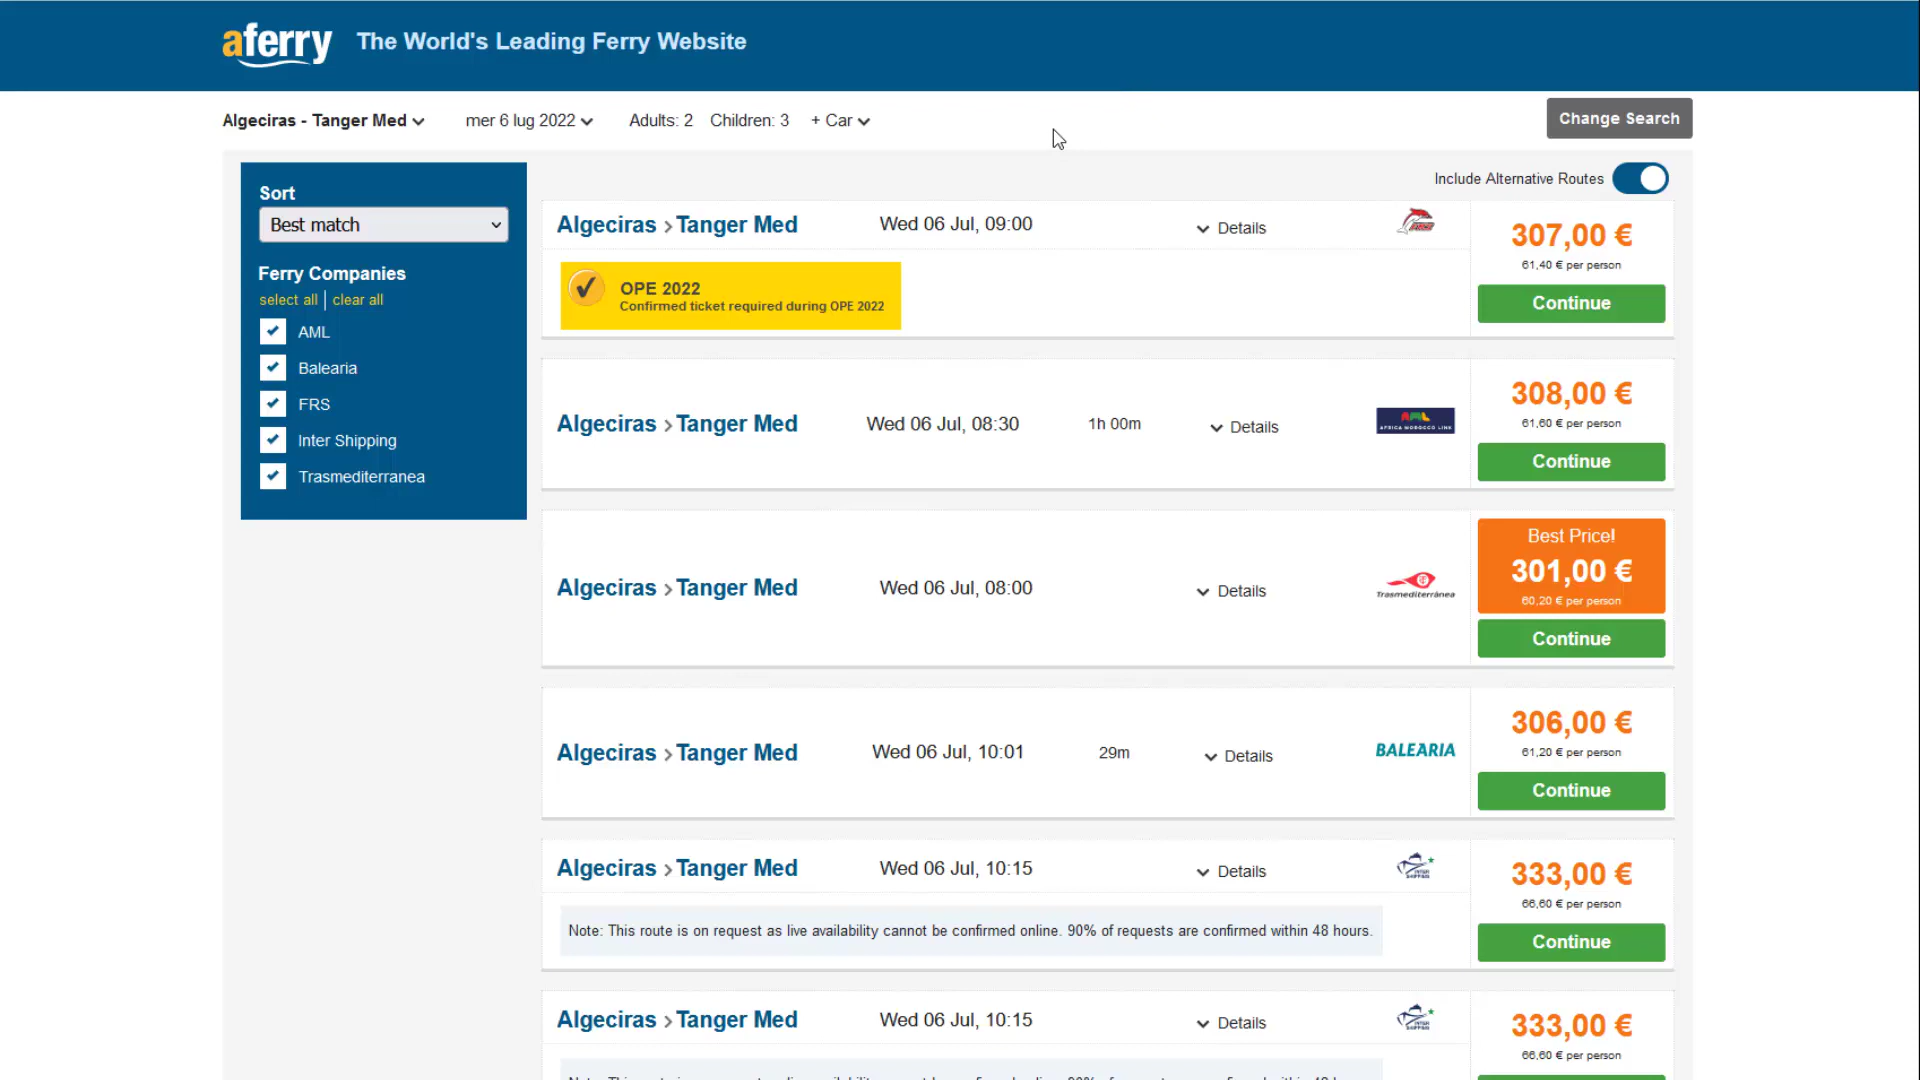 aferry The World's Leading Ferry Website
Algeciras - Tanger Med mer 6 lug 2022 Adults: 2 Children: 3 + Car Change Search
Include Alternative Routes
Sort
Best match
Ferry Companies
select all | clear all
AML
Balearia
FRS
Inter Shipping
Trasmediterranea
Algeciras > Tanger Med Wed 06 Jul, 09:00 Details 307,00 €
61,40 € per person
OPE 2022
Confirmed ticket required during OPE 2022
Continue
Algeciras > Tanger Med Wed 06 Jul, 08:30 1h 00m Details AML AFRICA MOROCCO LINK 308,00 €
61,60 € per person
Continue
Best Price!
Algeciras > Tanger Med Wed 06 Jul, 08:00 Details Trasmediterránea 301,00 €
60,20 € per person
Continue
Algeciras > Tanger Med Wed 06 Jul, 10:01 29m Details BALEARIA 306,00 €
61,20 € per person
Continue
Algeciras > Tanger Med Wed 06 Jul, 10:15 Details INTER SHIPPING 333,00 €
66,60 € per person
Note: This route is on request as live availability cannot be confirmed online. 90% of requests are confirmed within 48 hours.
Continue
Algeciras > Tanger Med Wed 06 Jul, 10:15 Details INTER SHIPPING 333,00 €
66,60 € per person